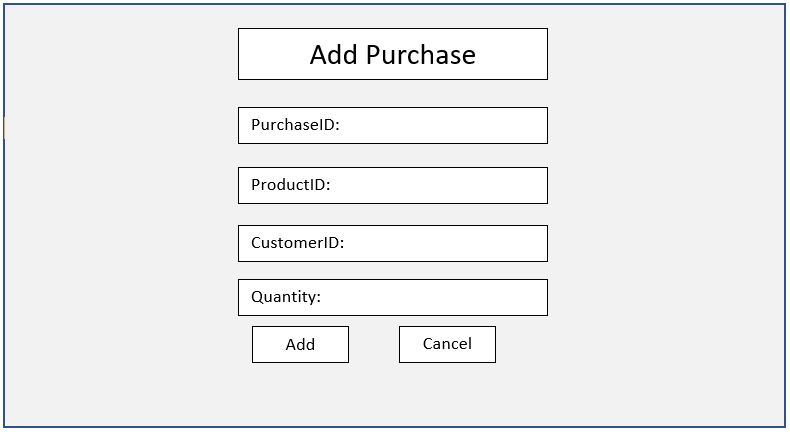 Add Purchase
PurchaseID:
ProductID:
CustomerID:
Quantity:
Add
Cancel